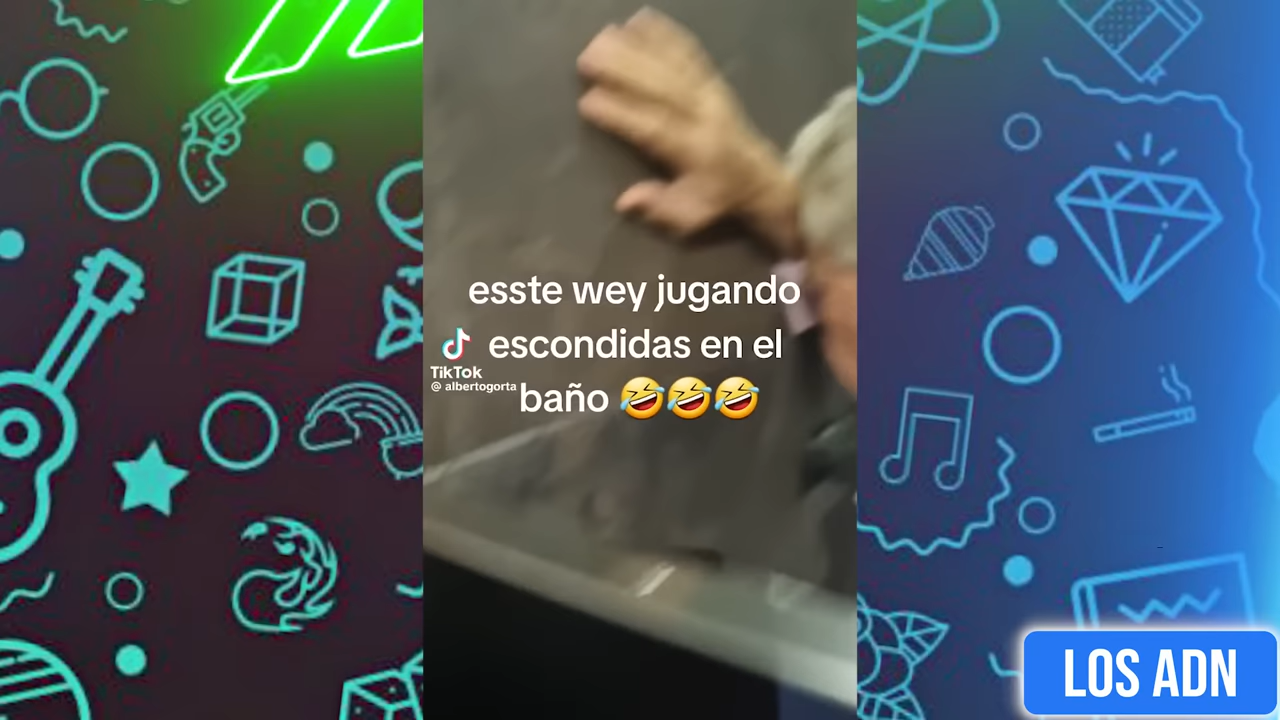 esste wey jugando
escondidas en el
baño 🤣🤣🤣
TikTok
@ albertogorta
LOS ADN